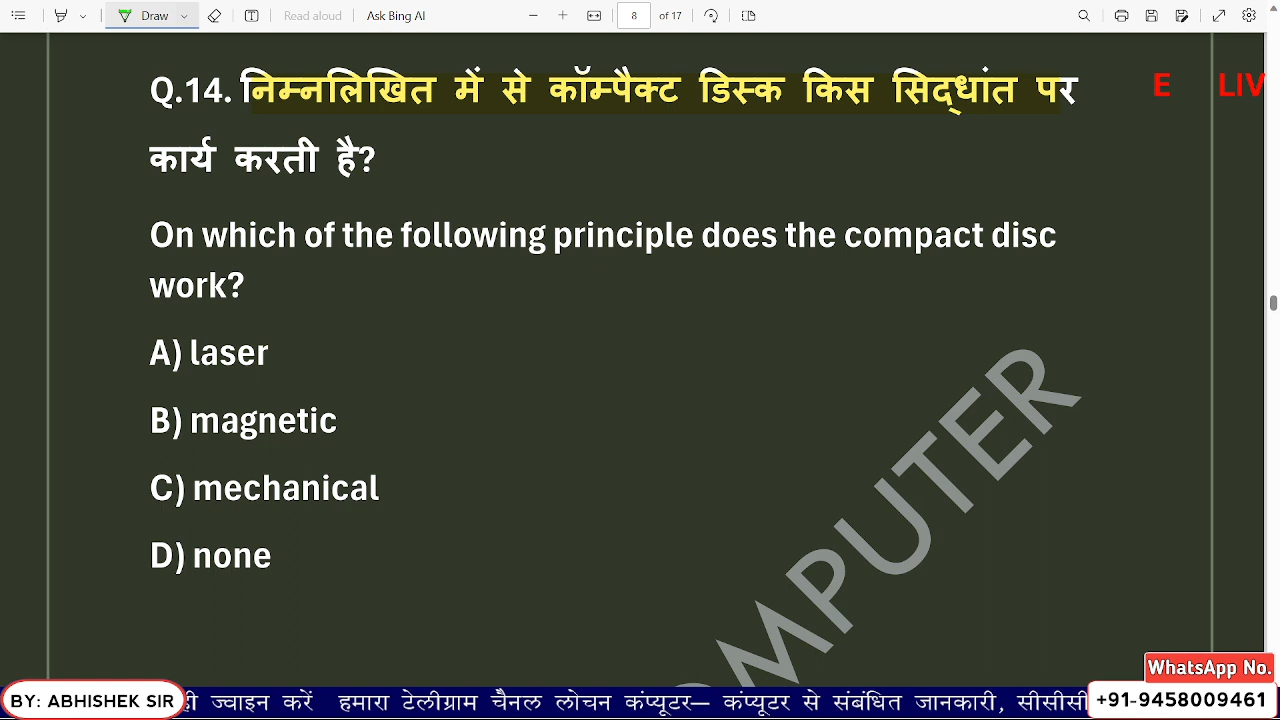 Draw
Read aloud
Ask Bing AI
8
of 17
Q.14. निम्नलिखित में से कॉम्पैक्ट डिस्क किस सिद्धांत पर
E LIV
कार्य करती है?
On which of the following principle does the compact disc
work?
A) laser
B) magnetic
C) mechanical
D) none
OMPUTER
WhatsApp No.
BY: ABHISHEK SIR
ही ज्वाइन करें हमारा टेलीग्राम चैनल लोचन कंप्यूटर— कंप्यूटर से संबंधित जानकारी, सीसीसी
+91-9458009461